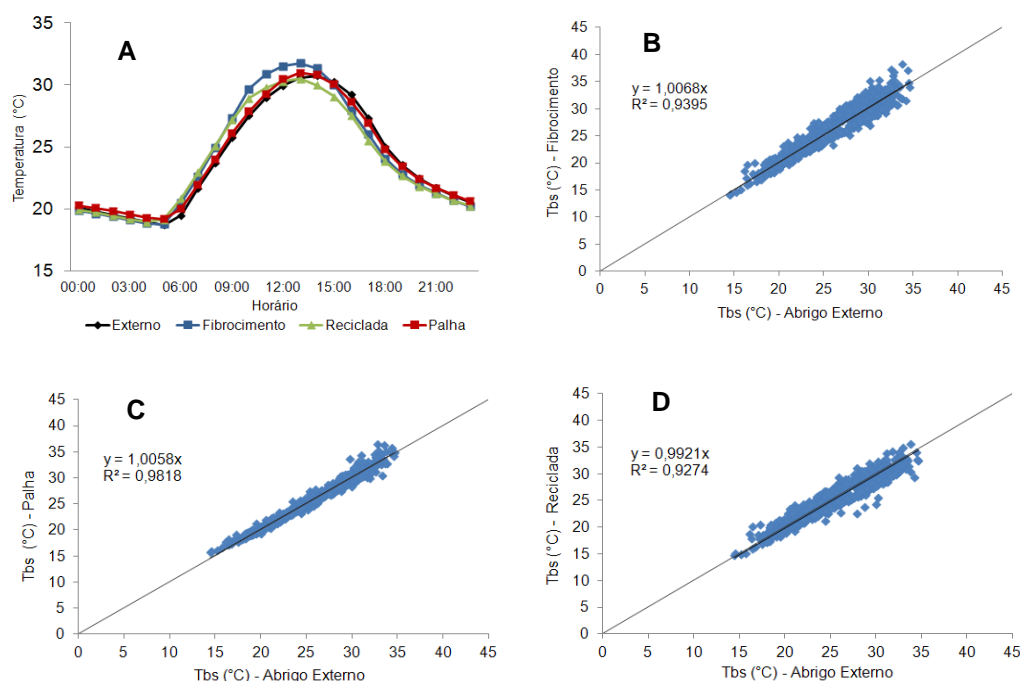 A
Temperatura (°C)
35
30
25
20
15
00:00 03:00 06:00 09:00 12:00 15:00 18:00 21:00
Horário
Externo Fibrocimento Reciclada Palha
B
Tbs (°C) - Fibrocimento
45
40
35
30
25
20
15
10
5
0
y = 1,0068x
R² = 0,9395
0 5 10 15 20 25 30 35 40 45
Tbs (°C) - Abrigo Externo
C
Tbs (°C) - Palha
45
40
35
30
25
20
15
10
5
0
y = 1,0058x
R² = 0,9818
0 5 10 15 20 25 30 35 40 45
Tbs (°C) - Abrigo Externo
D
Tbs (°C) - Reciclada
45
40
35
30
25
20
15
10
5
0
y = 0,9921x
R² = 0,9274
0 5 10 15 20 25 30 35 40 45
Tbs (°C) - Abrigo Externo